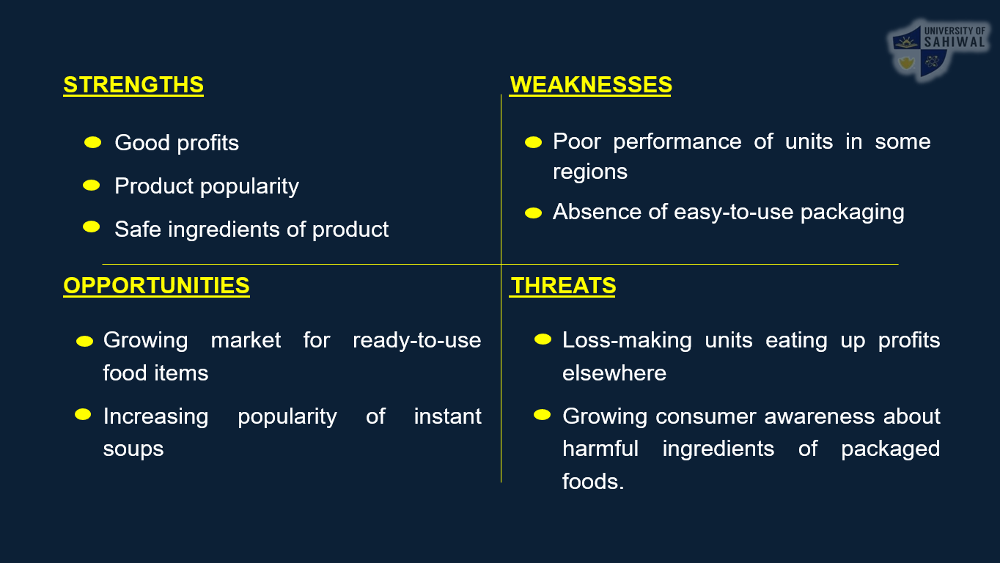 UNIVERSITY OF
SAHIWAL
STRENGTHS
Good profits
Product popularity
Safe ingredients of product
WEAKNESSES
Poor performance of units in some
regions
Absence of easy-to-use packaging
OPPORTUNITIES
Growing market for ready-to-use
food items
Increasing popularity of instant
soups
THREATS
Loss-making units eating up profits
elsewhere
Growing consumer awareness about
harmful ingredients of packaged
foods.